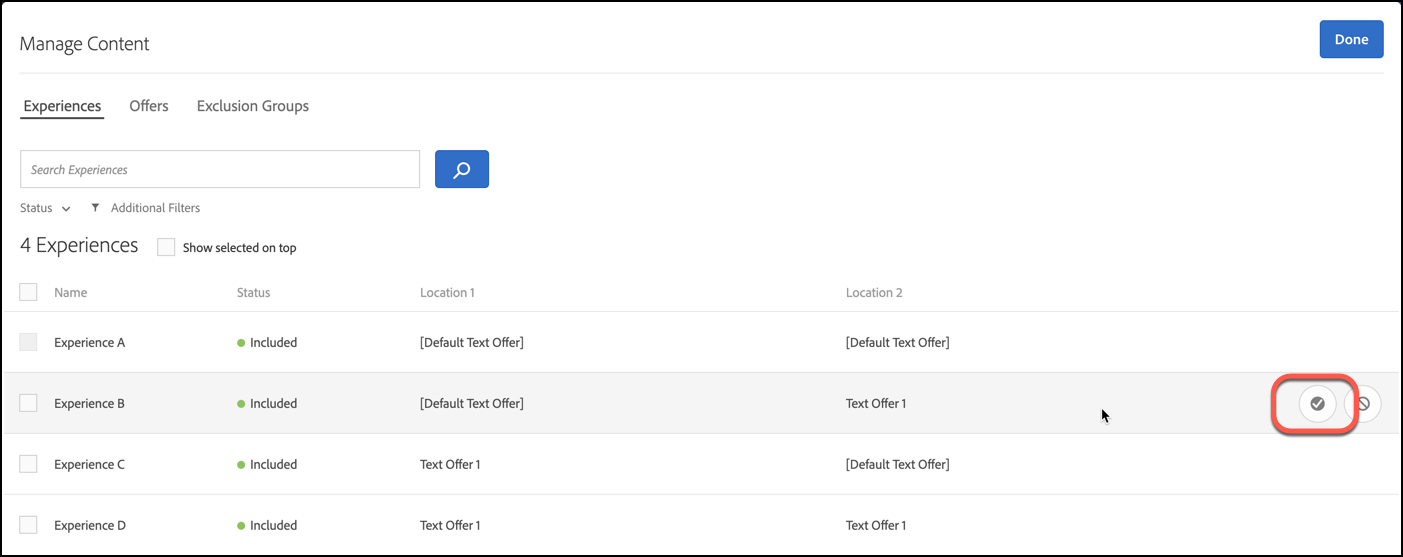 Manage Content
Done
Experiences Offers Exclusion Groups
Search Experiences
Status Additional Filters
4 Experiences Show selected on top
Name Status Location 1 Location 2
Experience A Included [Default Text Offer] [Default Text Offer]
Experience B Included [Default Text Offer] Text Offer 1
Experience C Included Text Offer 1 [Default Text Offer]
Experience D Included Text Offer 1 Text Offer 1